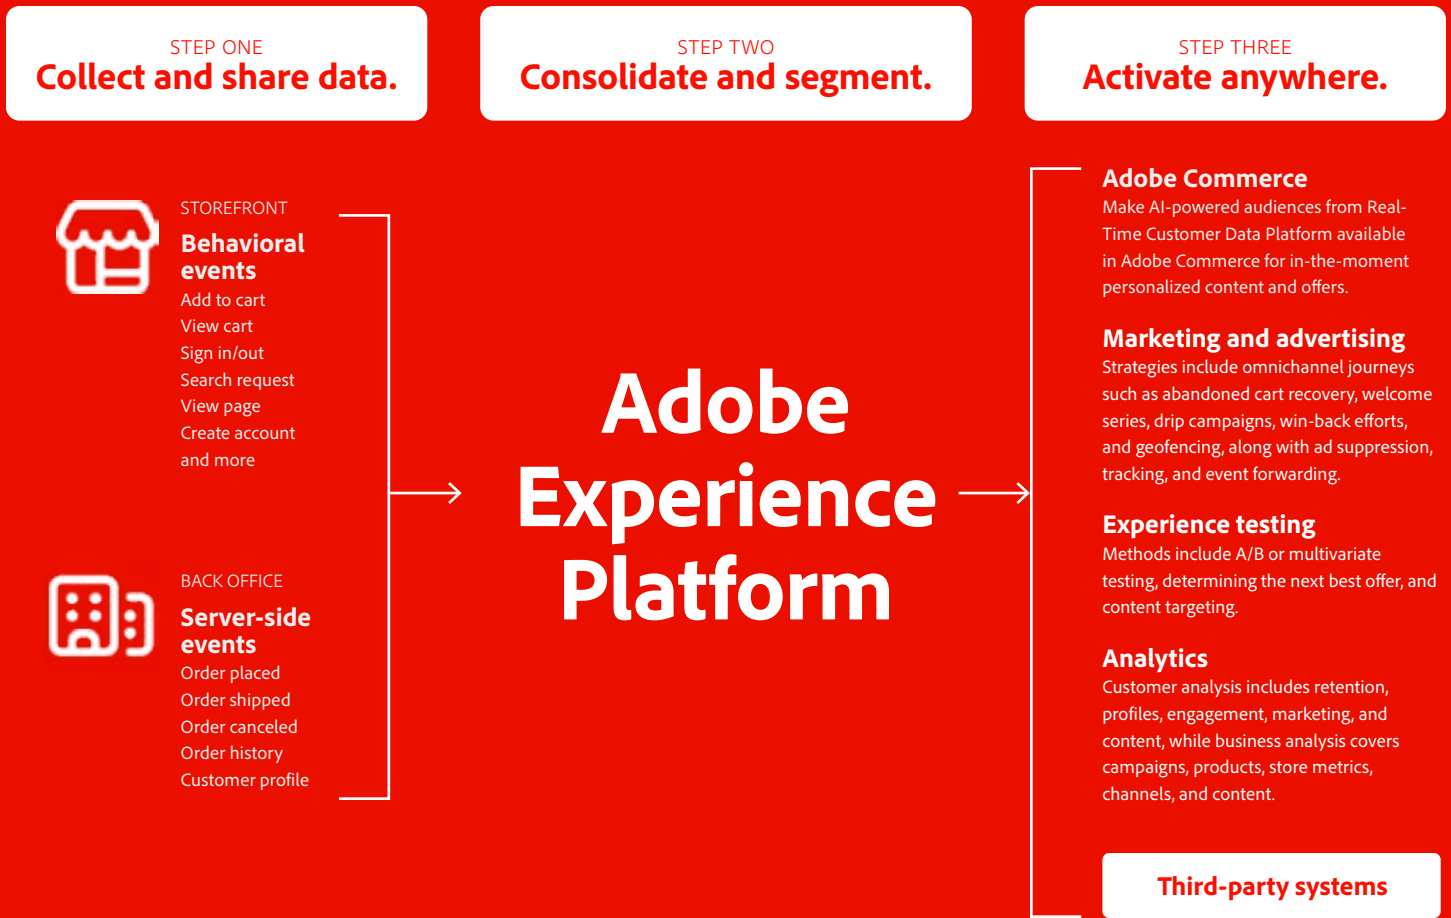 STEP ONE
Collect and share data.
STEP TWO
Consolidate and segment.
STEP THREE
Activate anywhere.
STOREFRONT
Behavioral
events
Add to cart
View cart
Sign in/out
Search request
View page
Create account
and more
BACK OFFICE
Server-side
events
Order placed
Order shipped
Order canceled
Order history
Customer profile
Adobe
Experience
Platform
Adobe Commerce
Make AI-powered audiences from Real-
Time Customer Data Platform available
in Adobe Commerce for in-the-moment
personalized content and offers.
Marketing and advertising
Strategies include omnichannel journeys
such as abandoned cart recovery, welcome
series, drip campaigns, win-back efforts,
and geofencing, along with ad suppression,
tracking, and event forwarding.
Experience testing
Methods include A/B or multivariate
testing, determining the next best offer, and
content targeting.
Analytics
Customer analysis includes retention,
profiles, engagement, marketing, and
content, while business analysis covers
campaigns, products, store metrics,
channels, and content.
Third-party systems